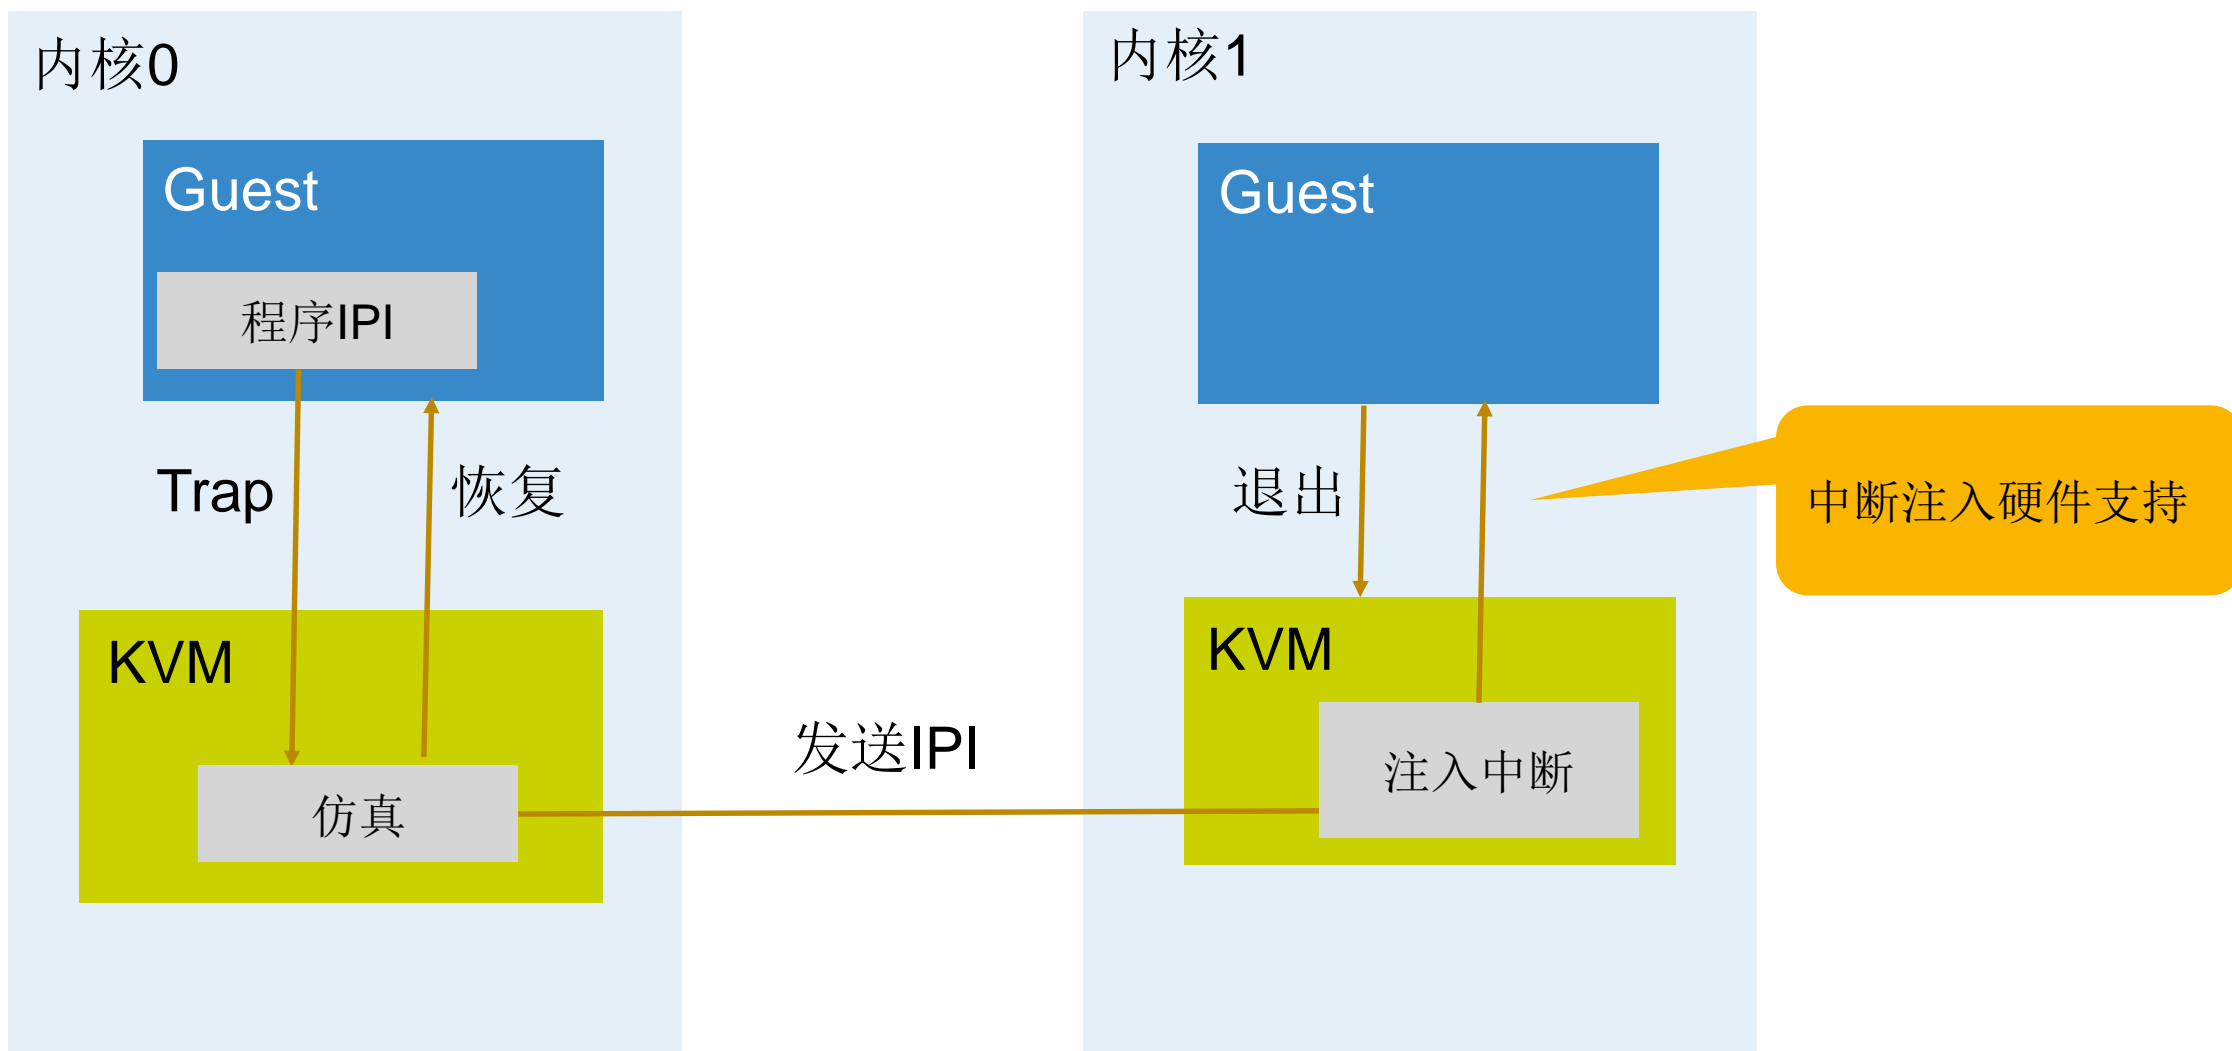 内核0
Guest
程序IPI
Trap
恢复
KVM
仿真
发送IPI
内核1
Guest
退出
KVM
注入中断
中断注入硬件支持